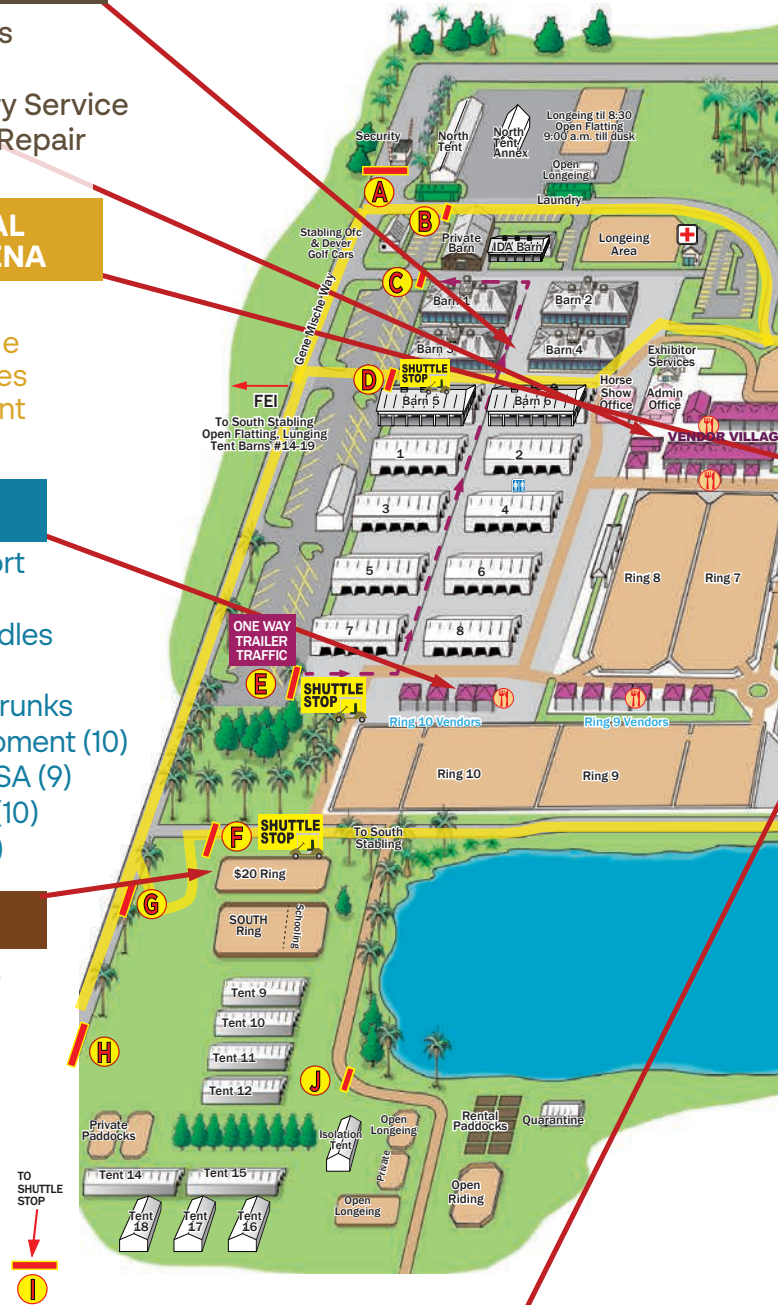 s
y Service
Repair
AL
ENA
e
es
nt
ort
dles
runks
pment (10)
SA (9)
(10)
)
Security
North
Tent
North
Tent
Annex
Longeing til 8:30
Open Flatting
9:00 a.m. till dusk
Open
Longeing
Laundry
A
B
Stabling Ofc
& Dever
Golf Cars
Private
Barn
IDA Barn
Longeing
Area
C
Gene Mische Way
Barn 1
Barn 2
Barn 3
Barn 4
Exhibitor
Services
D
SHUTTLE
STOP
FEI
Barn 5
Barn 6
Horse
Show
Office
Admin
Office
To South Stabling
Open Flatting, Lunging
Tent Barns #14-19
VENDOR VILLAG
1
2
3
4
5
6
7
8
Ring 8
Ring 7
ONE WAY
TRAILER
TRAFFIC
E
SHUTTLE
STOP
Ring 10 Vendors
Ring 9 Vendors
Ring 10
Ring 9
F
SHUTTLE
STOP
To South
Stabling
$20 Ring
G
SOUTH
Ring
Schooling
Tent 9
Tent 10
Tent 11
Tent 12
H
J
Private
Paddocks
Isolation
Tent
Open
Longeing
Private
Rental
Paddocks
Quarantine
Tent 14
Tent 15
Open
Longeing
Open
Riding
Tent
18
Tent
17
Tent
16
TO
SHUTTLE
STOP
I